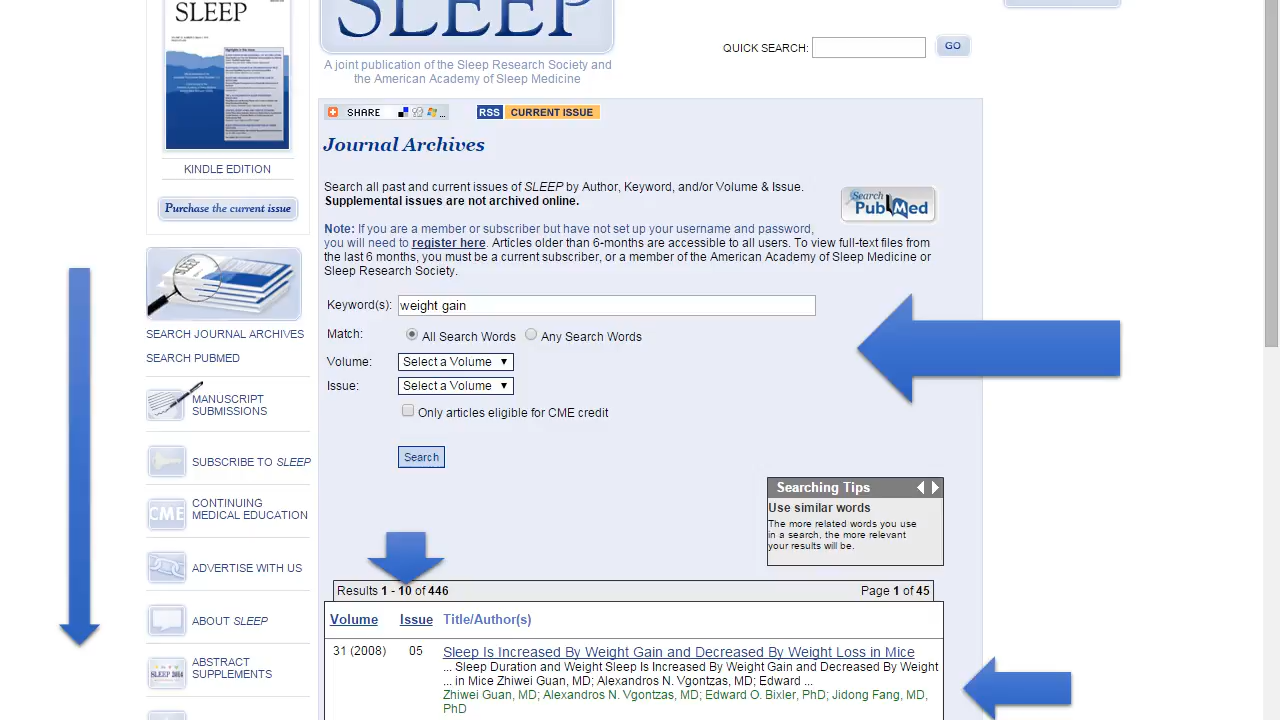 SLEEP
KINDLE EDITION
Purchase the current issue
SEARCH JOURNAL ARCHIVES
SEARCH PUBMED
MANUSCRIPT
SUBMISSIONS
SUBSCRIBE TO SLEEP
CME
CONTINUING
MEDICAL EDUCATION
ADVERTISE WITH US
ABOUT SLEEP
SLEEP 2014
ABSTRACT
SUPPLEMENTS
SLEEP
A joint publication of the Sleep Research Society and
the American Academy of Sleep Medicine
QUICK SEARCH:
SHARE
RSS CURRENT ISSUE
Journal Archives
Search all past and current issues of SLEEP by Author, Keyword, and/or Volume & Issue.
Supplemental issues are not archived online.
Search
PubMed
Note: If you are a member or subscriber but have not set up your username and password,
you will need to register here. Articles older then 6-months are accessible to all users. To view full-text files from
the last 6 months, you must be a current subscriber, or a member of the American Academy of Sleep Medicine or
Sleep Research Society.
Keyword(s): weight gain
Match: All Search Words Any Search Words
Volume: Select a Volume
Issue: Select a Volume
Only articles eligible for CME credit
Search
Searching Tips
Use similar words
The more related words you use
in a search, the more relevant
your results will be.
Results 1 - 10 of 446 Page 1 of 45
Volume Issue Title/Author(s)
31 (2008) 05 Sleep Is Increased By Weight Gain and Decreased By Weight Loss in Mice
... Sleep Duration and Weight Sleep Is Increased By Weight Gain and Decreased By Weight
... in Mice Zhiwei Guan, MD; Alexandros N. Vgontzas, MD; Edward ...
Zhiwei Guan, MD; Alexandros N. Vgontzas, MD; Edward O. Bixler, PhD; Jidong Fang, MD,
PhD